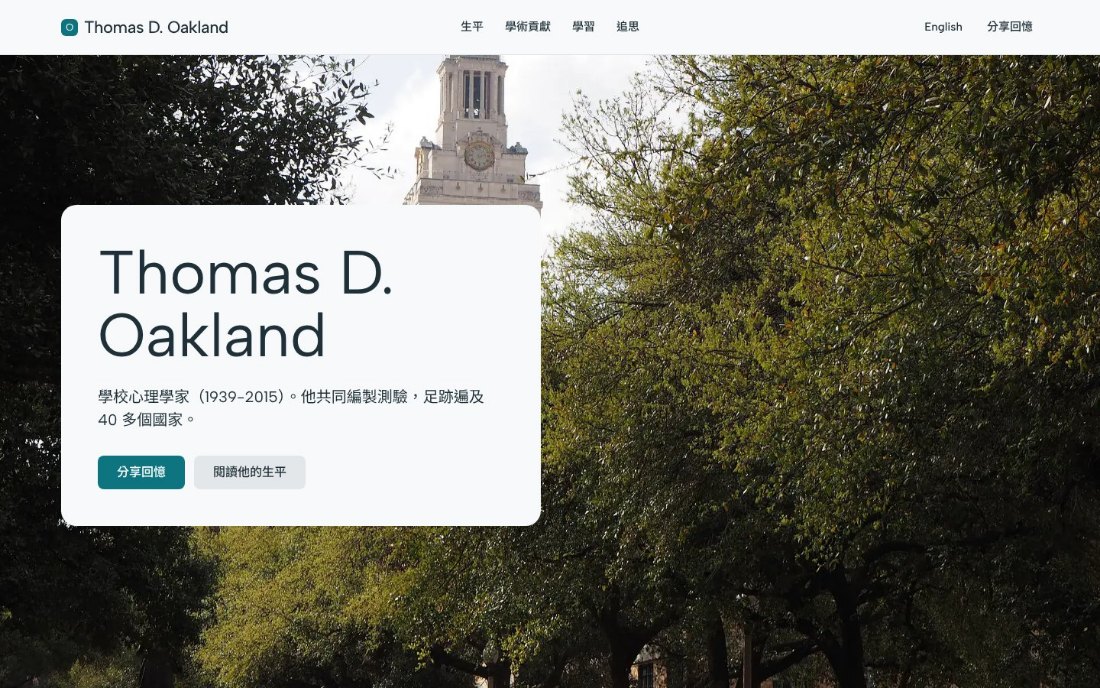 Thomas D. Oakland
生平
學術貢獻
學習
追思
English
分享回憶
Thomas D.
Oakland
學校心理學家（1939–2015）。他共同編製測驗，足跡遍及
40 多個國家。
分享回憶
閱讀他的生平